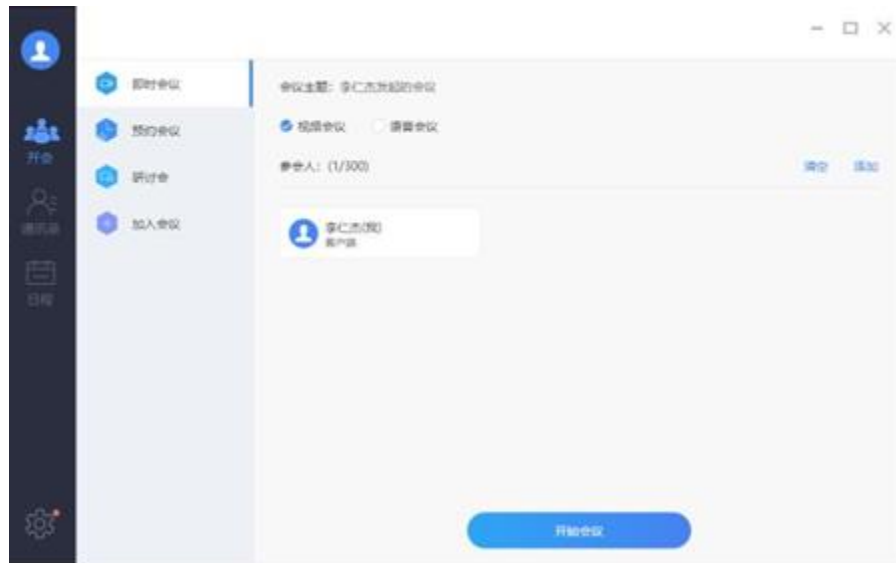 开会
通讯录
日程
即时会议
预约会议
研讨会
加入会议
会议主题：李仁杰发起的会议
视频会议 语音会议
参会人：(1/300)
清空 添加
李仁杰(我)
客户端
开始会议